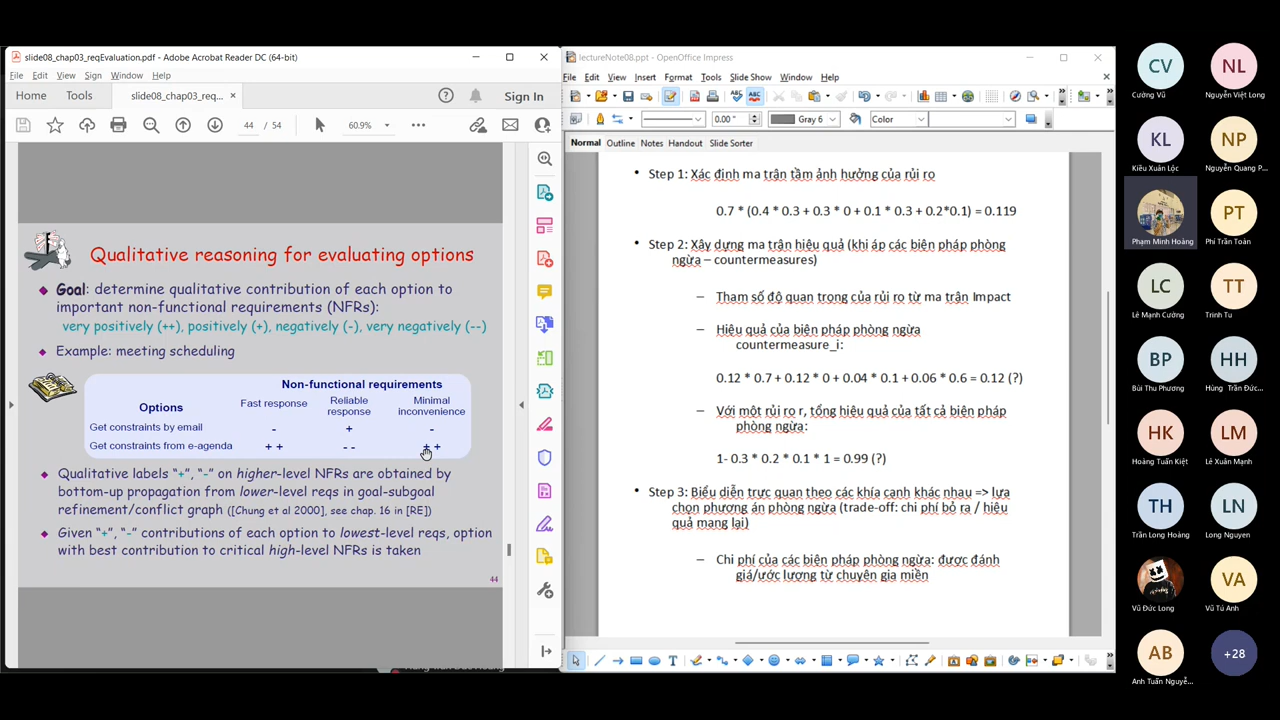 slide08_chap03_reqEvaluation.pdf - Adobe Acrobat Reader DC (64-bit)
File Edit View Sign Window Help
Home Tools slide08_chap03_req... × Sign In
44 / 54 60.9%
Qualitative reasoning for evaluating options
Goal: determine qualitative contribution of each option to
important non-functional requirements (NFRs):
very positively (++), positively (+), negatively (-), very negatively (--)
Example: meeting scheduling
Non-functional requirements
Options Fast response Reliable response Minimal inconvenience
Get constraints by email - + -
Get constraints from e-agenda + + - - + +
Qualitative labels "+", "-" on higher-level NFRs are obtained by
bottom-up propagation from lower-level reqs in goal-subgoal
refinement/conflict graph ([Chung et al 2000], see chap. 16 in [RE])
Given "+", "-" contributions of each option to lowest-level reqs, option
with best contribution to critical high-level NFRs is taken
44
lectureNote08.ppt - OpenOffice Impress
File Edit View Insert Format Tools Slide Show Window Help
0.00 " Gray 6 Color
Normal Outline Notes Handout Slide Sorter
• Step 1: Xác định ma trận tầm ảnh hưởng của rủi ro
0.7 * (0.4 * 0.3 + 0.3 * 0 + 0.1 * 0.3 + 0.2*0.1) = 0.119
• Step 2: Xây dựng ma trận hiệu quả (khi áp các biện pháp phòng
ngừa – countermeasures)
– Tham số độ quan trong của rủi ro từ ma trận Impact
– Hiệu quả của biện pháp phòng ngừa
countermeasure_i:
0.12 * 0.7 + 0.12 * 0 + 0.04 * 0.1 + 0.06 * 0.6 = 0.12 (?)
– Với một rủi ro r, tổng hiệu quả của tất cả biện pháp
phòng ngừa:
1- 0.3 * 0.2 * 0.1 * 1 = 0.99 (?)
• Step 3: Biểu diễn trực quan theo các khía cạnh khác nhau => lựa
chọn phương án phòng ngừa (trade-off: chi phí bỏ ra / hiệu
quả mang lại)
– Chi phí của các biện pháp phòng ngừa: được đánh
giá/ước lượng từ chuyên gia miền
CV NL
Cường Vũ Nguyễn Việt Long
KL NP
Kiều Xuân Lộc Nguyễn Quang P...
PT
Phạm Minh Hoàng Phí Trần Toàn
LC TT
Lê Mạnh Cường Trinh Tu
BP HH
Bùi Thu Phương Hùng Trần Đức...
HK LM
Hoàng Tuấn Kiệt Lê Xuân Mạnh
TH LN
Trần Long Hoàng Long Nguyen
VA
Vũ Đức Long Vũ Tú Anh
AB +28
Anh Tuấn Nguyễ...